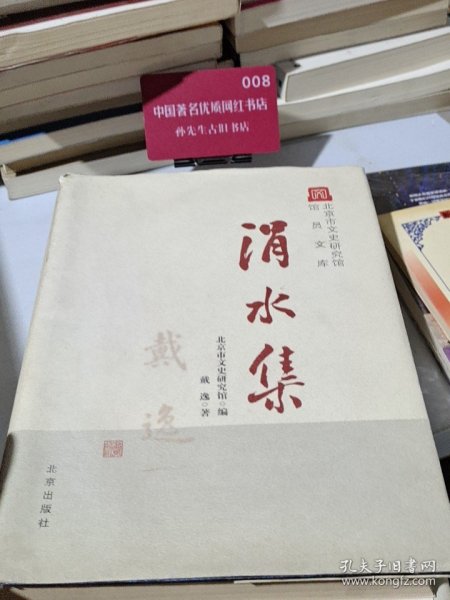 008
中国著名优质网红书店
孙先生古旧书店
北京市文史研究馆
馆员文库
涓水集
北京市文史研究馆◎编
戴逸◎著
戴逸
北京出版社
孔夫子旧书网
www.kongfz.com